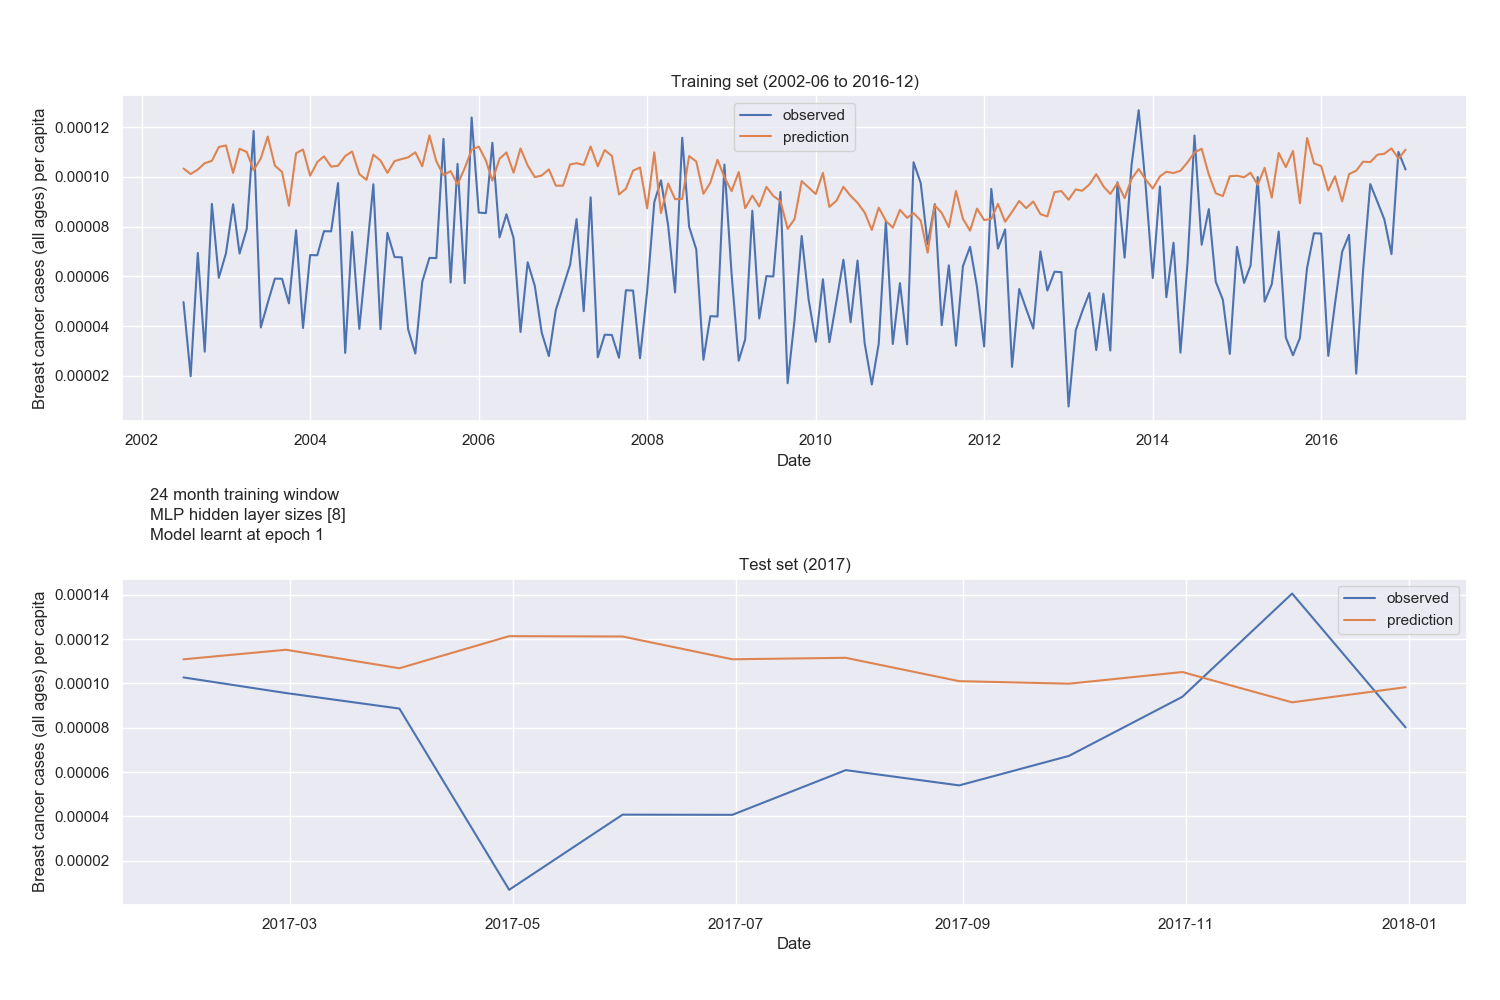 Training set (2002-06 to 2016-12)
observed
prediction
Breast cancer cases (all ages) per capita
0.00012
0.00010
0.00008
0.00006
0.00004
0.00002
2002 2004 2006 2008 2010 2012 2014 2016
Date
24 month training window
MLP hidden layer sizes [8]
Model learnt at epoch 1
Test set (2017)
observed
prediction
Breast cancer cases (all ages) per capita
0.00014
0.00012
0.00010
0.00008
0.00006
0.00004
0.00002
2017-03 2017-05 2017-07 2017-09 2017-11 2018-01
Date